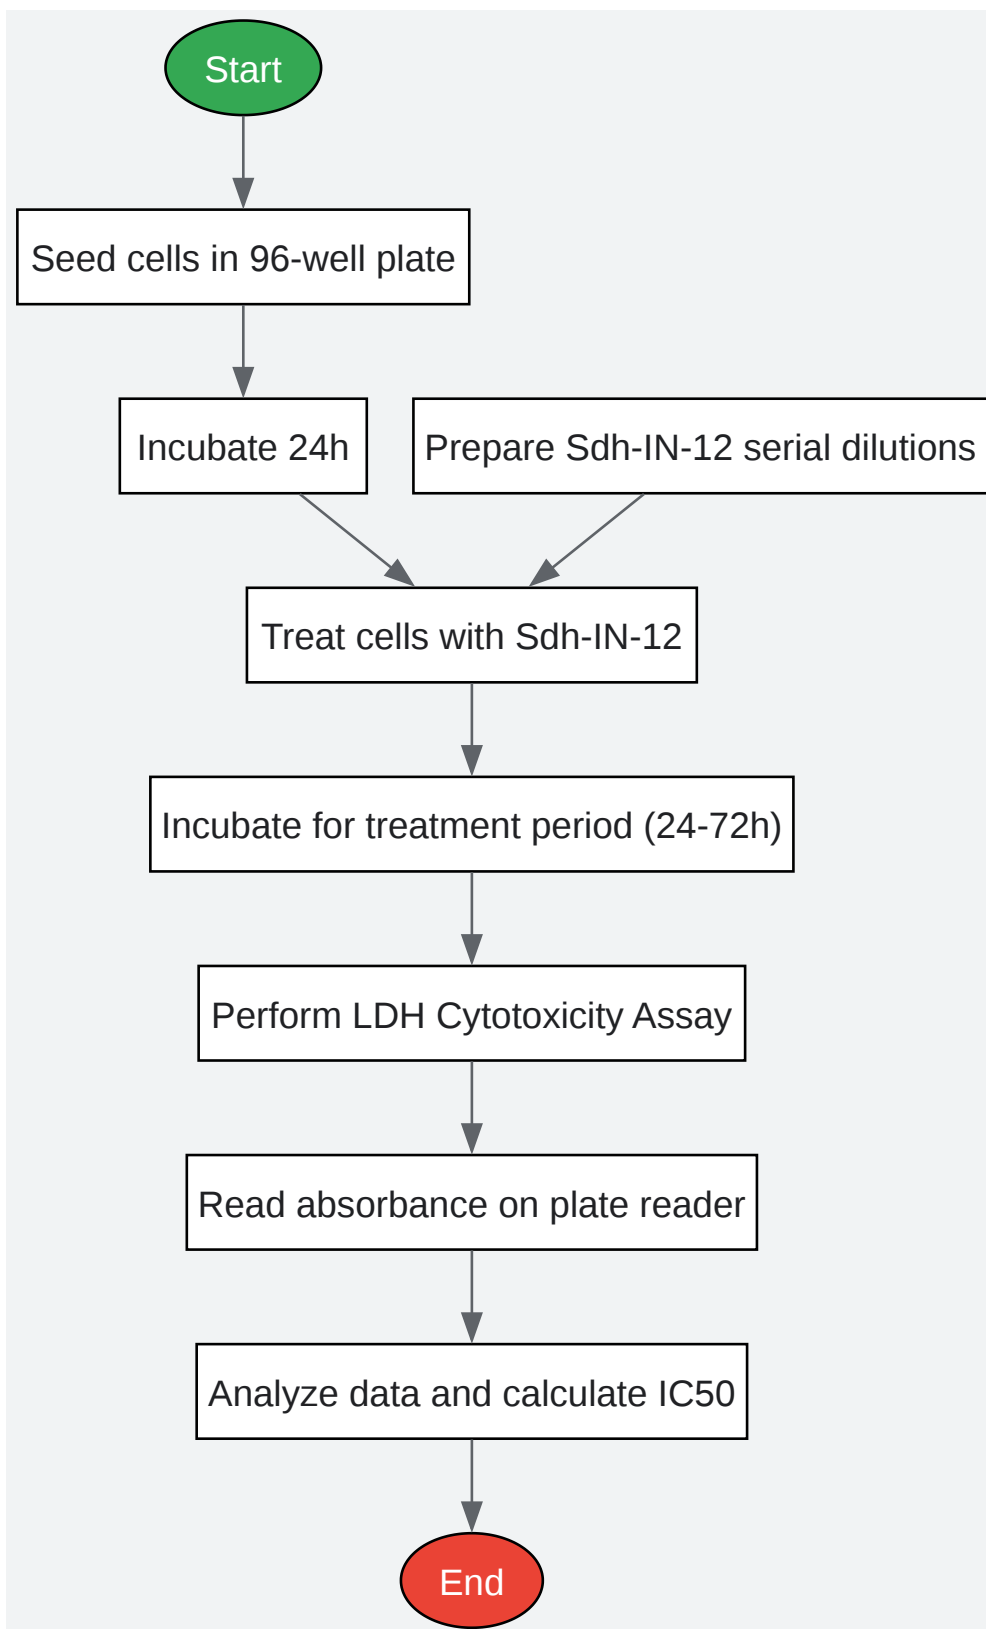 Start
Seed cells in 96-well plate
Incubate 24h
Prepare Sdh-IN-12 serial dilutions
Treat cells with Sdh-IN-12
Incubate for treatment period (24-72h)
Perform LDH Cytotoxicity Assay
Read absorbance on plate reader
Analyze data and calculate IC50
End